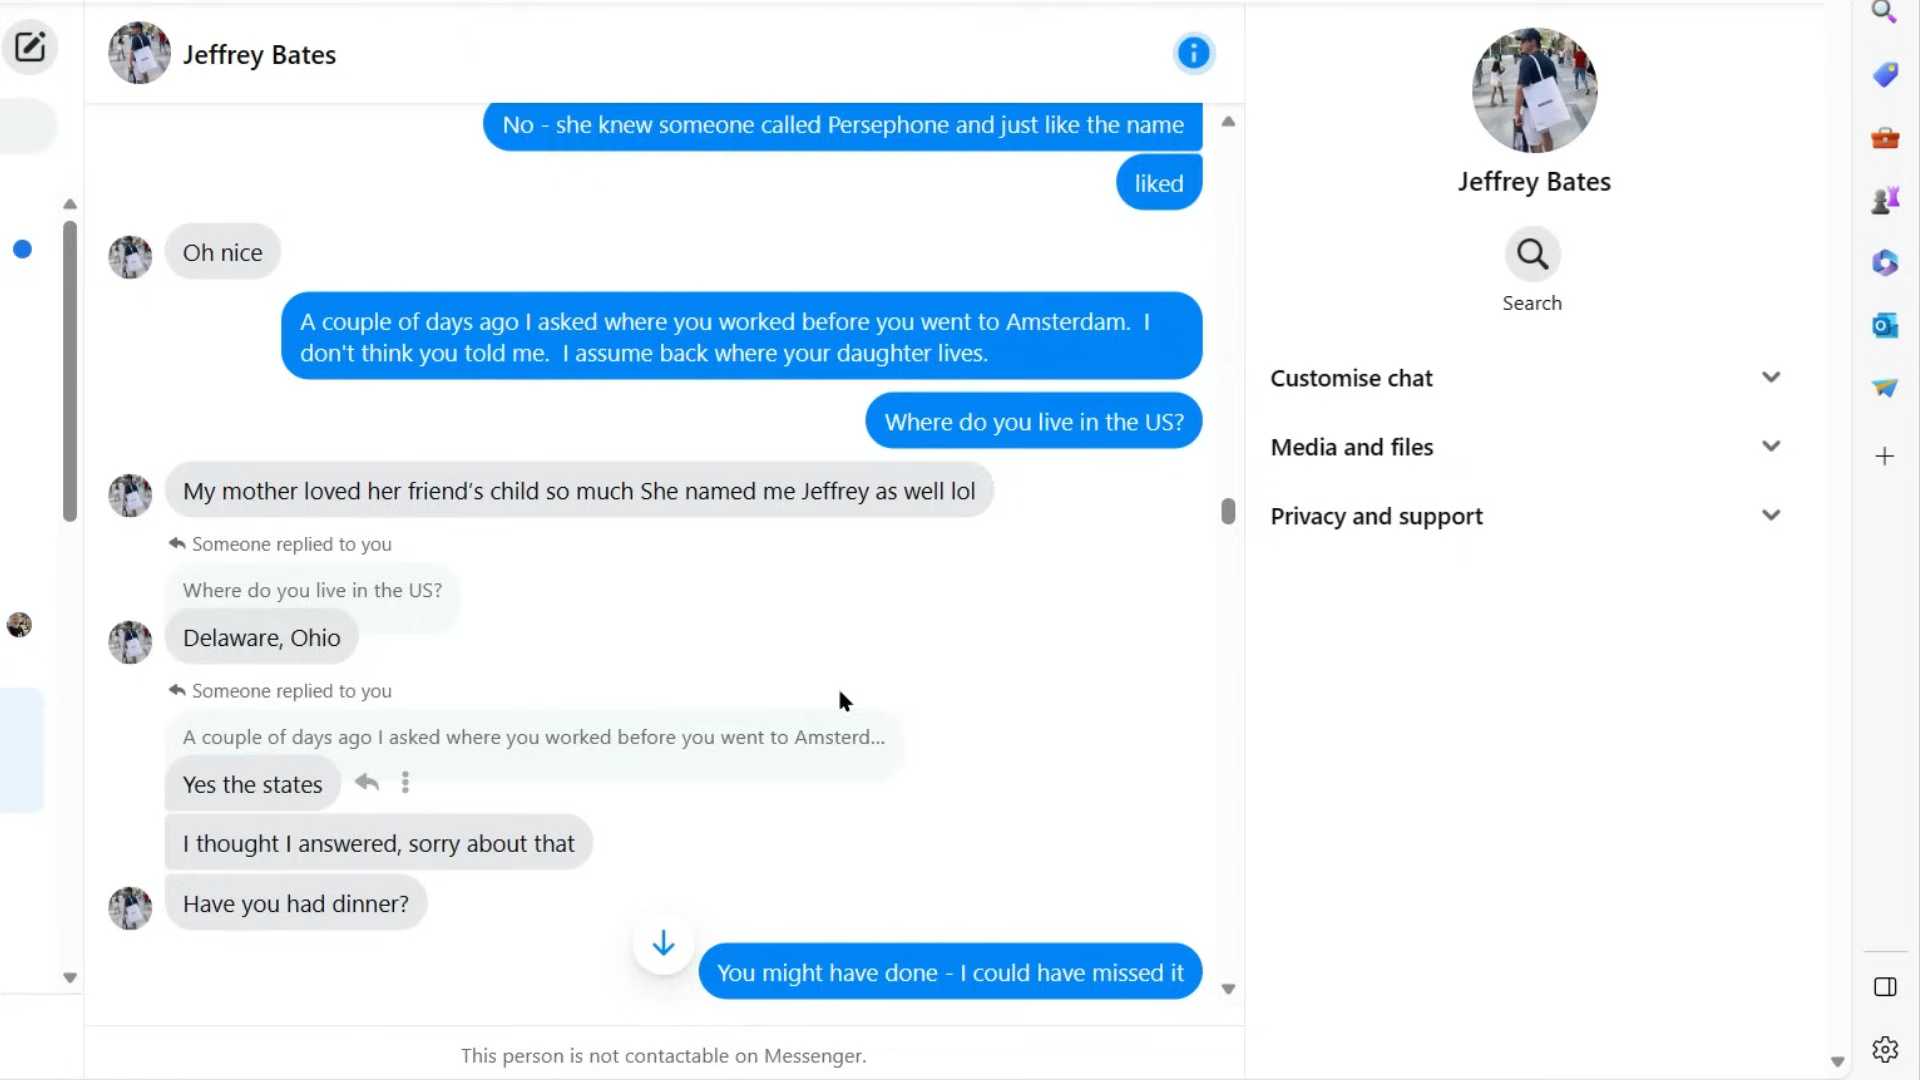 Jeffrey Bates
No - she knew someone called Persephone and just like the name
liked
Oh nice
A couple of days ago I asked where you worked before you went to Amsterdam.  I
don't think you told me.  I assume back where your daughter lives.
Where do you live in the US?
My mother loved her friend's child so much She named me Jeffrey as well lol
Someone replied to you
Where do you live in the US?
Delaware, Ohio
Someone replied to you
A couple of days ago I asked where you worked before you went to Amsterd...
Yes the states
I thought I answered, sorry about that
Have you had dinner?
You might have done - I could have missed it
This person is not contactable on Messenger.
Jeffrey Bates
Search
Customise chat
Media and files
Privacy and support